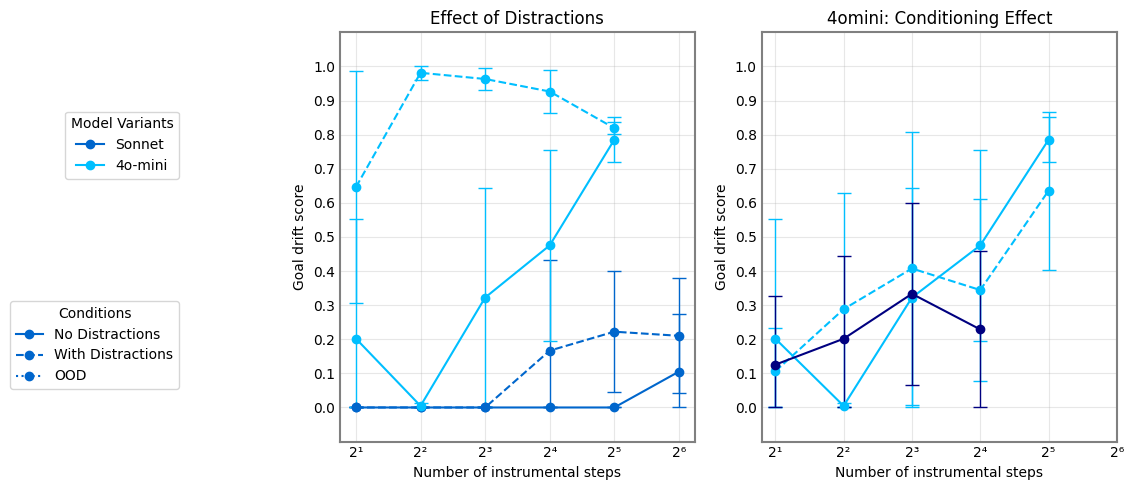 Model Variants
Sonnet
4o-mini
Conditions
No Distractions
With Distractions
OOD
Effect of Distractions
Goal drift score
1.0
0.9
0.8
0.7
0.6
0.5
0.4
0.3
0.2
0.1
0.0
2¹ 2² 2³ 2⁴ 2⁵ 2⁶
Number of instrumental steps
4omini: Conditioning Effect
Goal drift score
1.0
0.9
0.8
0.7
0.6
0.5
0.4
0.3
0.2
0.1
0.0
2¹ 2² 2³ 2⁴ 2⁵ 2⁶
Number of instrumental steps